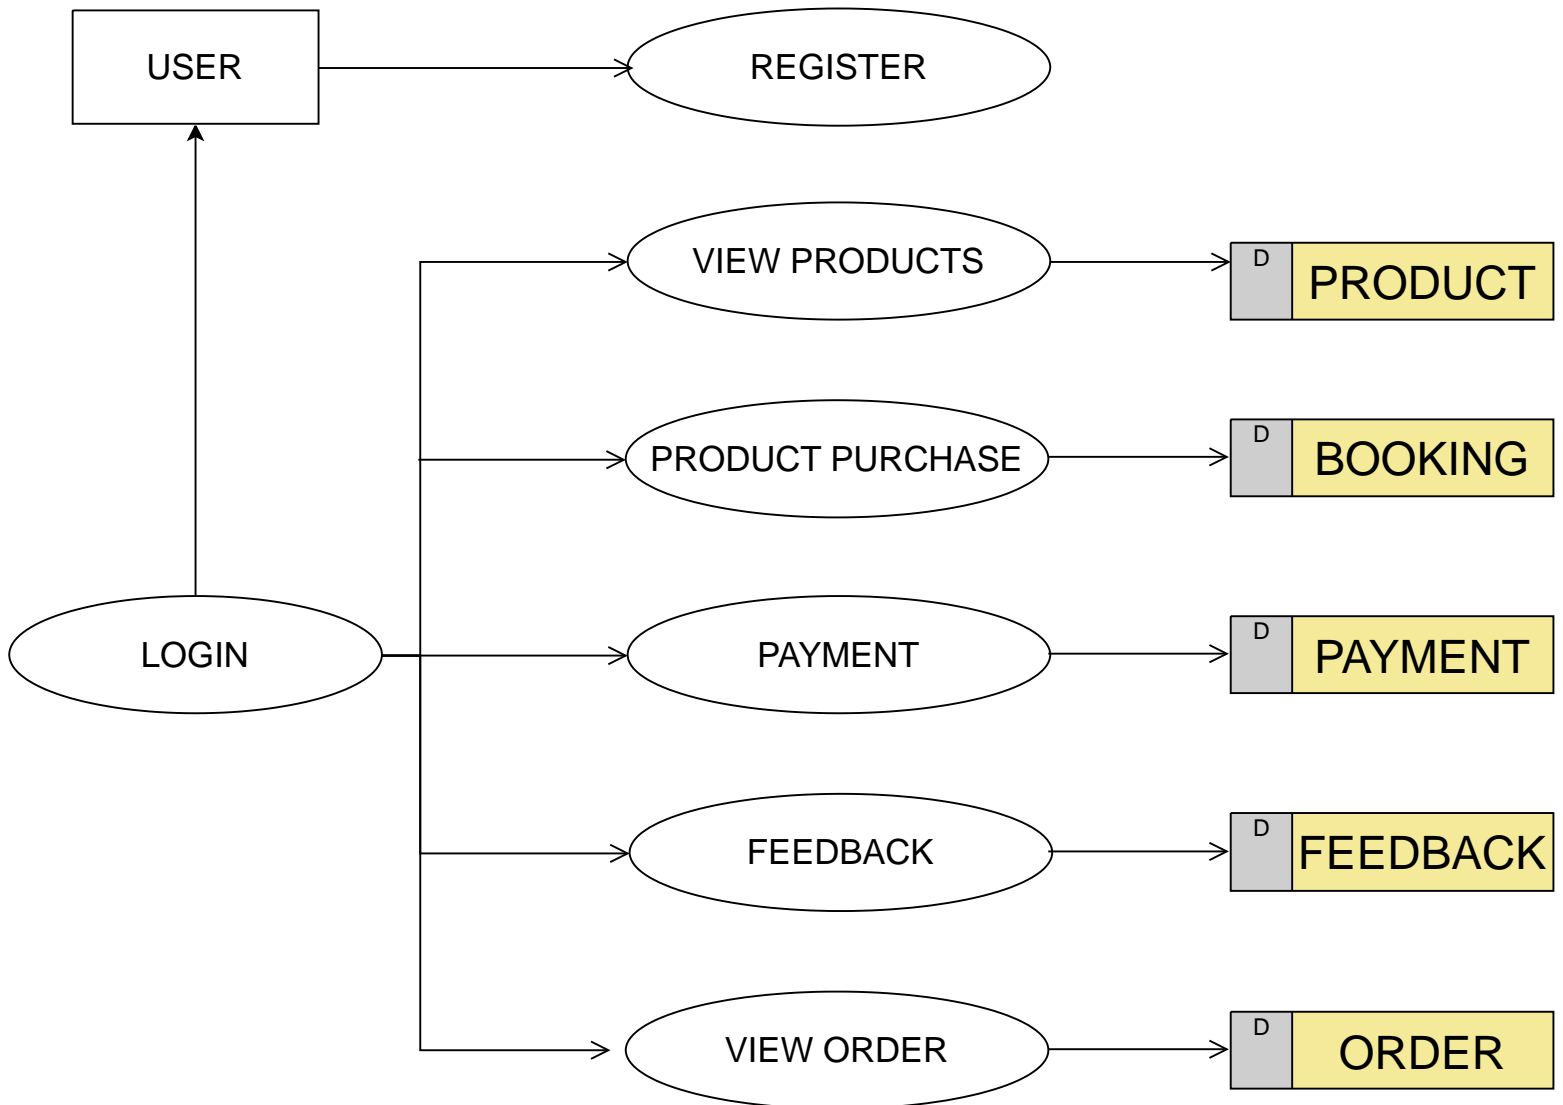 USER
REGISTER
VIEW PRODUCTS
D
PRODUCT
PRODUCT PURCHASE
D
BOOKING
LOGIN
PAYMENT
D
PAYMENT
FEEDBACK
D
FEEDBACK
VIEW ORDER
D
ORDER